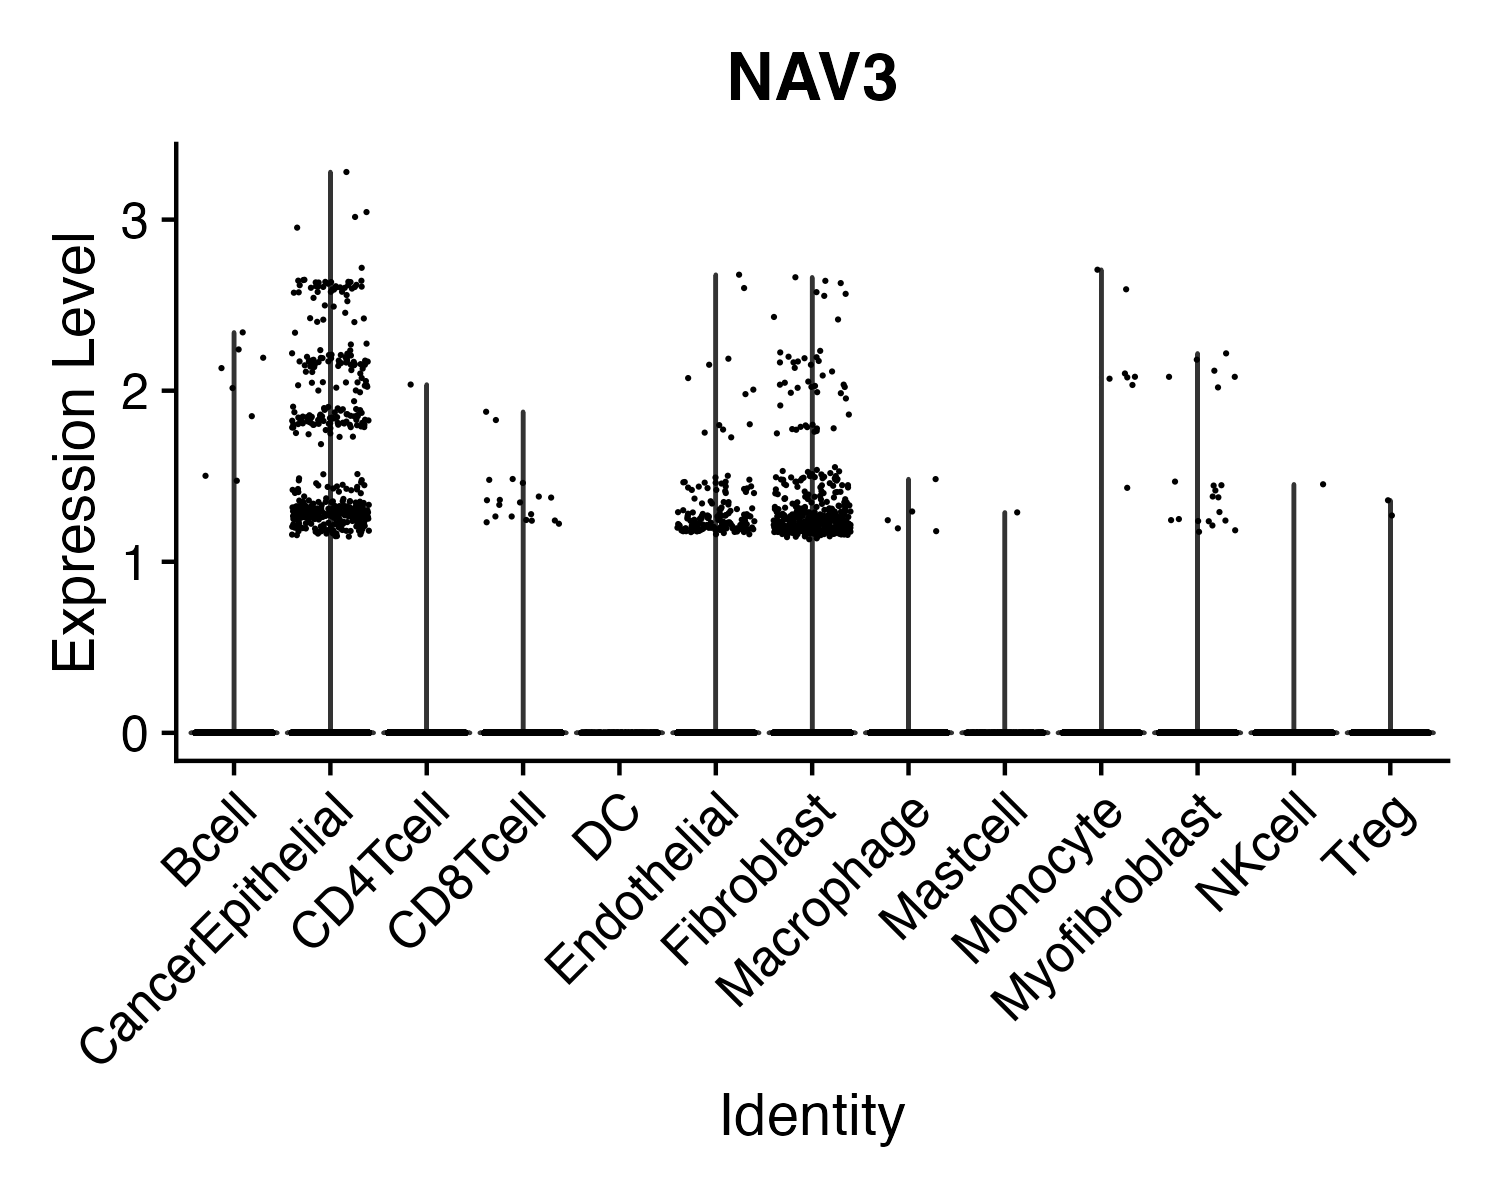 NAV3
Expression Level
3
2
1
0
Bcell
CancerEpithelial
CD4Tcell
CD8Tcell
DC
Endothelial
Fibroblast
Macrophage
Mastcell
Monocyte
Myofibroblast
NKcell
Treg
Identity